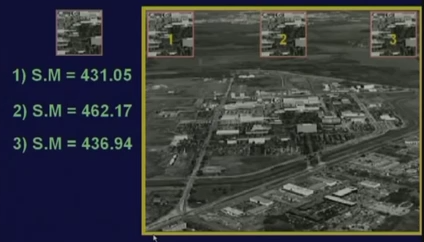 1) S.M = 431.05
2) S.M = 462.17
3) S.M = 436.94
1 2 3